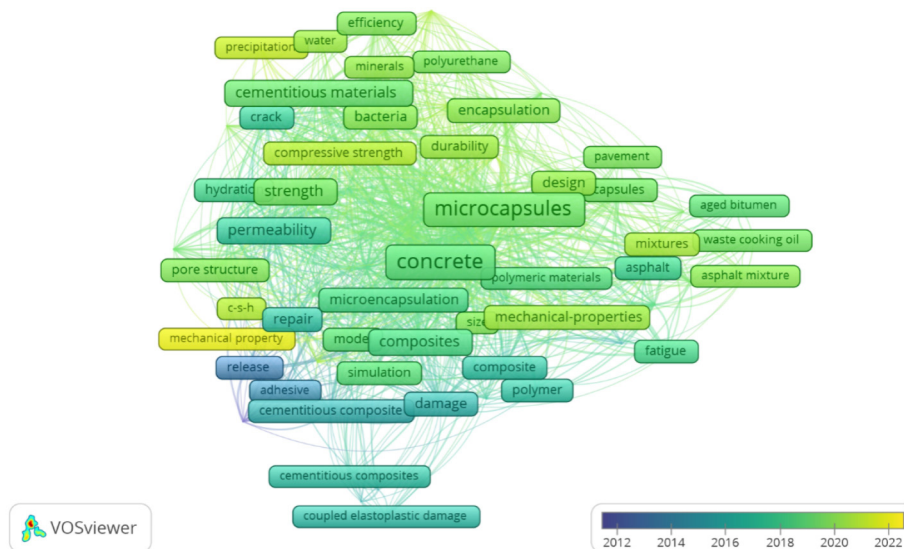 efficiency
precipitation
water
minerals
polyurethane
cementitious materials
crack
bacteria
encapsulation
compressive strength
durability
pavement
hydratio
strength
design
capsules
microcapsules
aged bitumen
permeability
mixtures
waste cooking oil
concrete
pore structure
polymeric materials
asphalt
asphalt mixture
microencapsulation
c-s-h
repair
size
mechanical-properties
mechanical property
mode
composites
fatigue
release
simulation
composite
adhesive
polymer
cementitious composite
damage
cementitious composites
coupled elastoplastic damage
VOSviewer
2012 2014 2016 2018 2020 2022